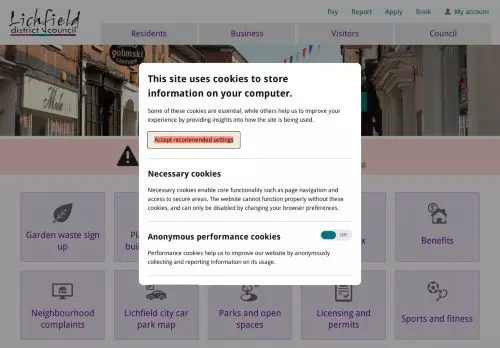 Lichfield
district council
Pay
Report
Apply
Book
My account
Residents
Business
Visitors
Council
This site uses cookies to store
information on your computer.
Some of these cookies are essential, while others help us to improve your
experience by providing insights into how the site is being used.
Accept recommended settings
Necessary cookies
Necessary cookies enable core functionality such as page navigation and
access to secure areas. The website cannot function properly without these
cookies, and can only be disabled by changing your browser preferences.
Anonymous performance cookies
Off
Performance cookies help us to improve our website by anonymously
collecting and reporting information on its usage.
Garden waste sign
up
Benefits
Neighbourhood
complaints
Lichfield city car
park map
Parks and open
spaces
Licensing and
permits
Sports and fitness